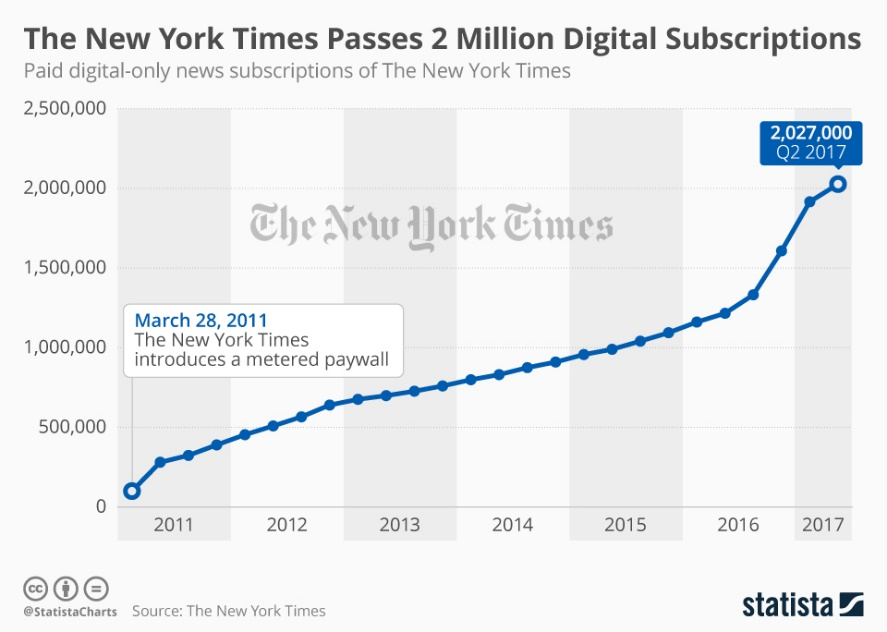 The New York Times Passes 2 Million Digital Subscriptions
Paid digital-only news subscriptions of The New York Times
2,500,000
2,027,000
Q2 2017
2,000,000
The New York Times
1,500,000
March 28, 2011
The New York Times
introduces a metered paywall
1,000,000
500,000
0
2011 2012 2013 2014 2015 2016 2017
cc
@StatistaCharts Source: The New York Times
statista